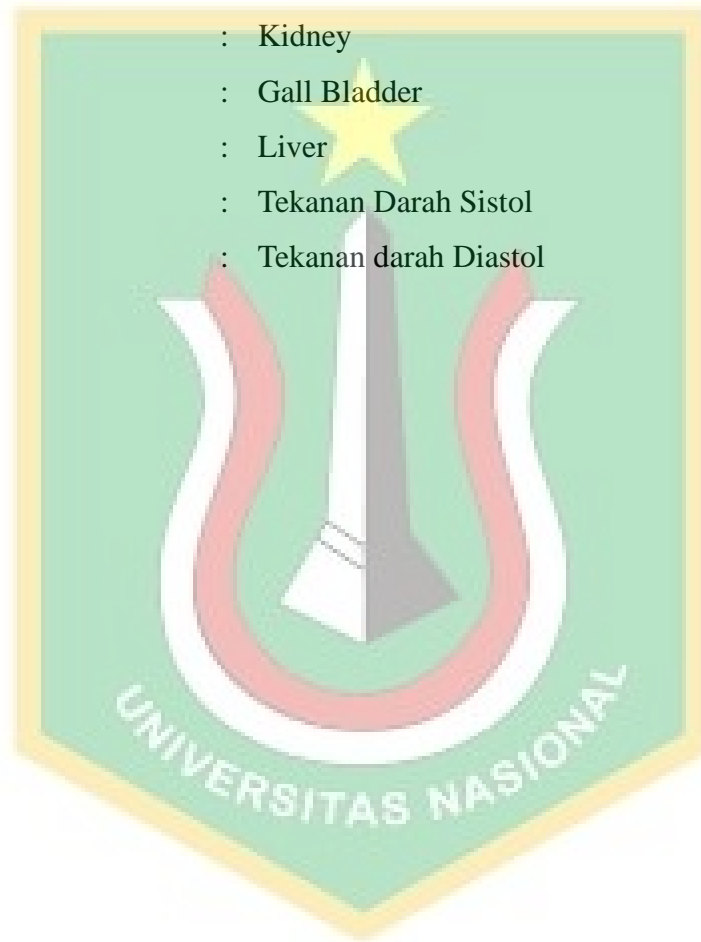 : Kidney
: Gall Bladder
: Liver
: Tekanan Darah Sistol
: Tekanan darah Diastol
UNIVERSITAS NASIONAL